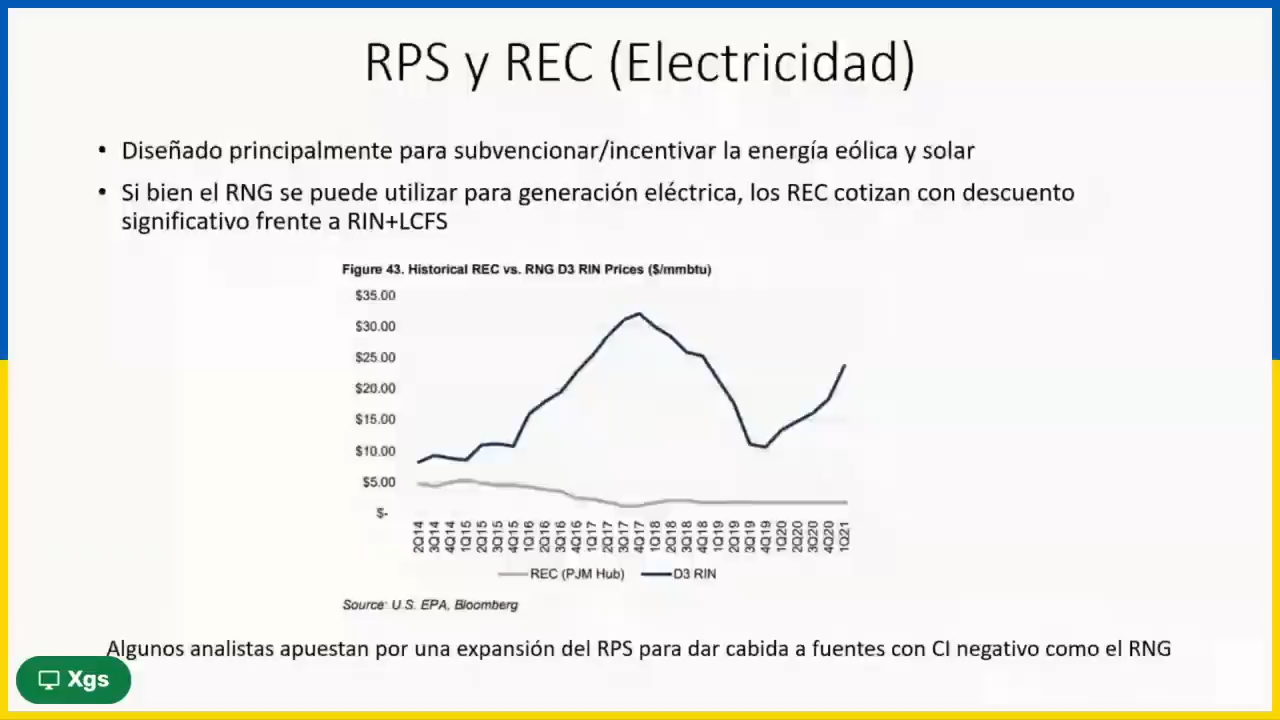 RPS y REC (Electricidad)
• Diseñado principalmente para subvencionar/incentivar la energía eólica y solar
• Si bien el RNG se puede utilizar para generación eléctrica, los REC cotizan con descuento
significativo frente a RIN+LCFS
Figure 43. Historical REC vs. RNG D3 RIN Prices ($/mmbtu)
$35.00
$30.00
$25.00
$20.00
$15.00
$10.00
$5.00
$-
2Q14 3Q14 4Q14 1Q15 2Q15 3Q15 4Q15 1Q16 2Q16 3Q16 4Q16 1Q17 2Q17 3Q17 4Q17 1Q18 2Q18 3Q18 4Q18 1Q19 2Q19 3Q19 4Q19 1Q20 2Q20 3Q20 4Q20 1Q21
REC (PJM Hub) D3 RIN
Source: U.S. EPA, Bloomberg
Algunos analistas apuestan por una expansión del RPS para dar cabida a fuentes con CI negativo como el RNG
Xgs